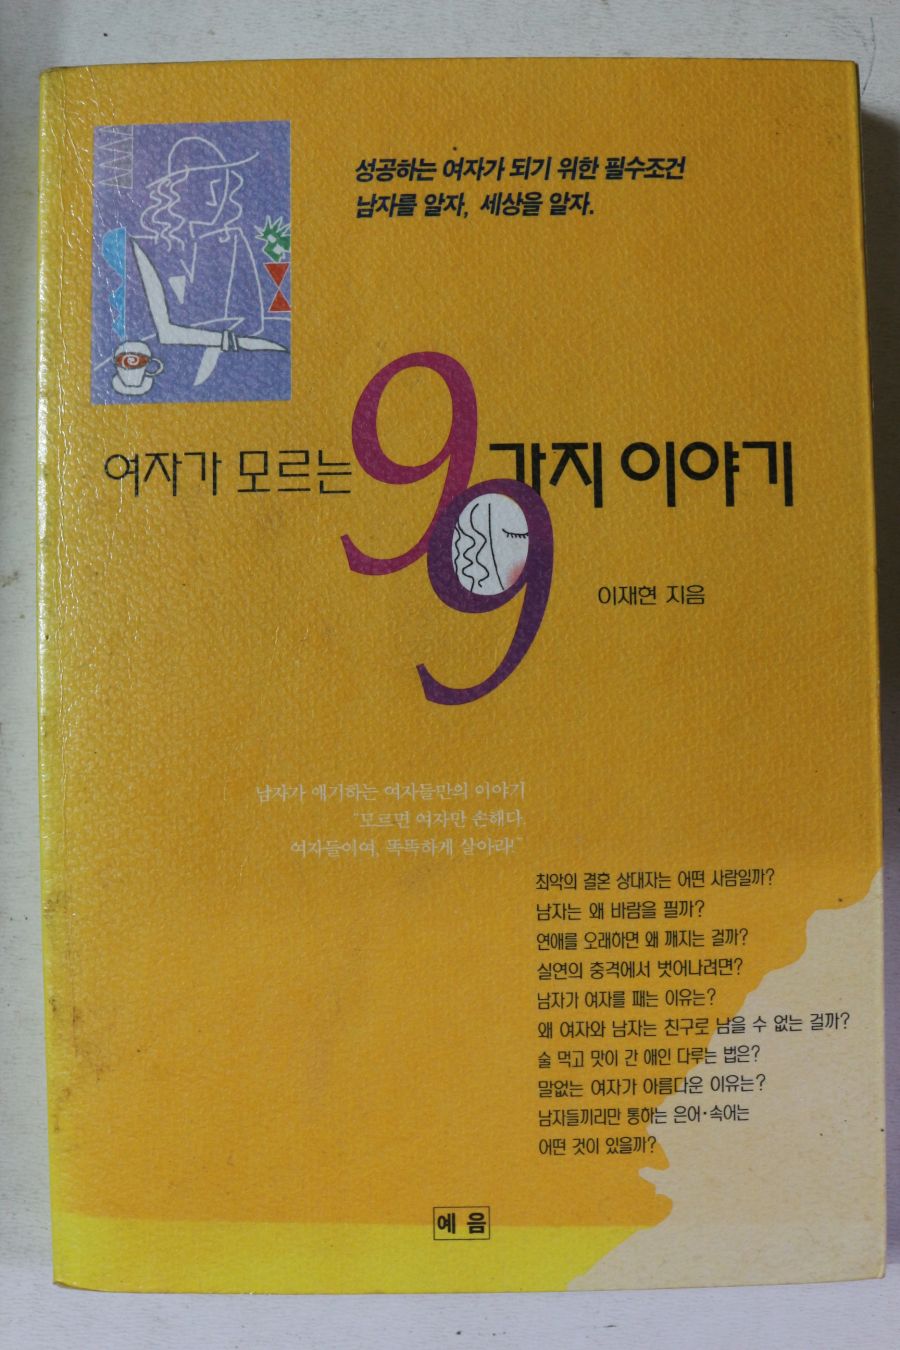 성공하는 여자가 되기 위한 필수조건
남자를 알자, 세상을 알자.
여자가 모르는 99가지 이야기
이재현 지음
남자가 얘기하는 여자들만의 이야기
"모르면 여자만 손해다.
여자들이여, 똑똑하게 살아라!"
최악의 결혼 상대자는 어떤 사람일까?
남자는 왜 바람을 필까?
연애를 오래하면 왜 깨지는 걸까?
실연의 충격에서 벗어나려면?
남자가 여자를 패는 이유는?
왜 여자와 남자는 친구로 남을 수 없는 걸까?
술 먹고 맛이 간 애인 다루는 법은?
말없는 여자가 아름다운 이유는?
남자들끼리만 통하는 은어·속어는
어떤 것이 있을까?
예음